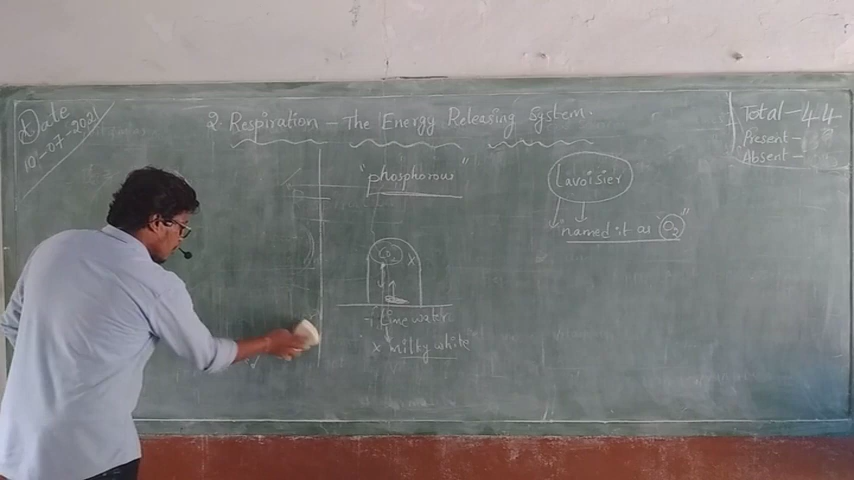 Date
10-07-2021
2. Respiration - The Energy Releasing System.
Total - 44
Present -
Absent -
"phosphorous"
CO2 x
→ lime water
x milky white
Lavoisier
"named it as O2"